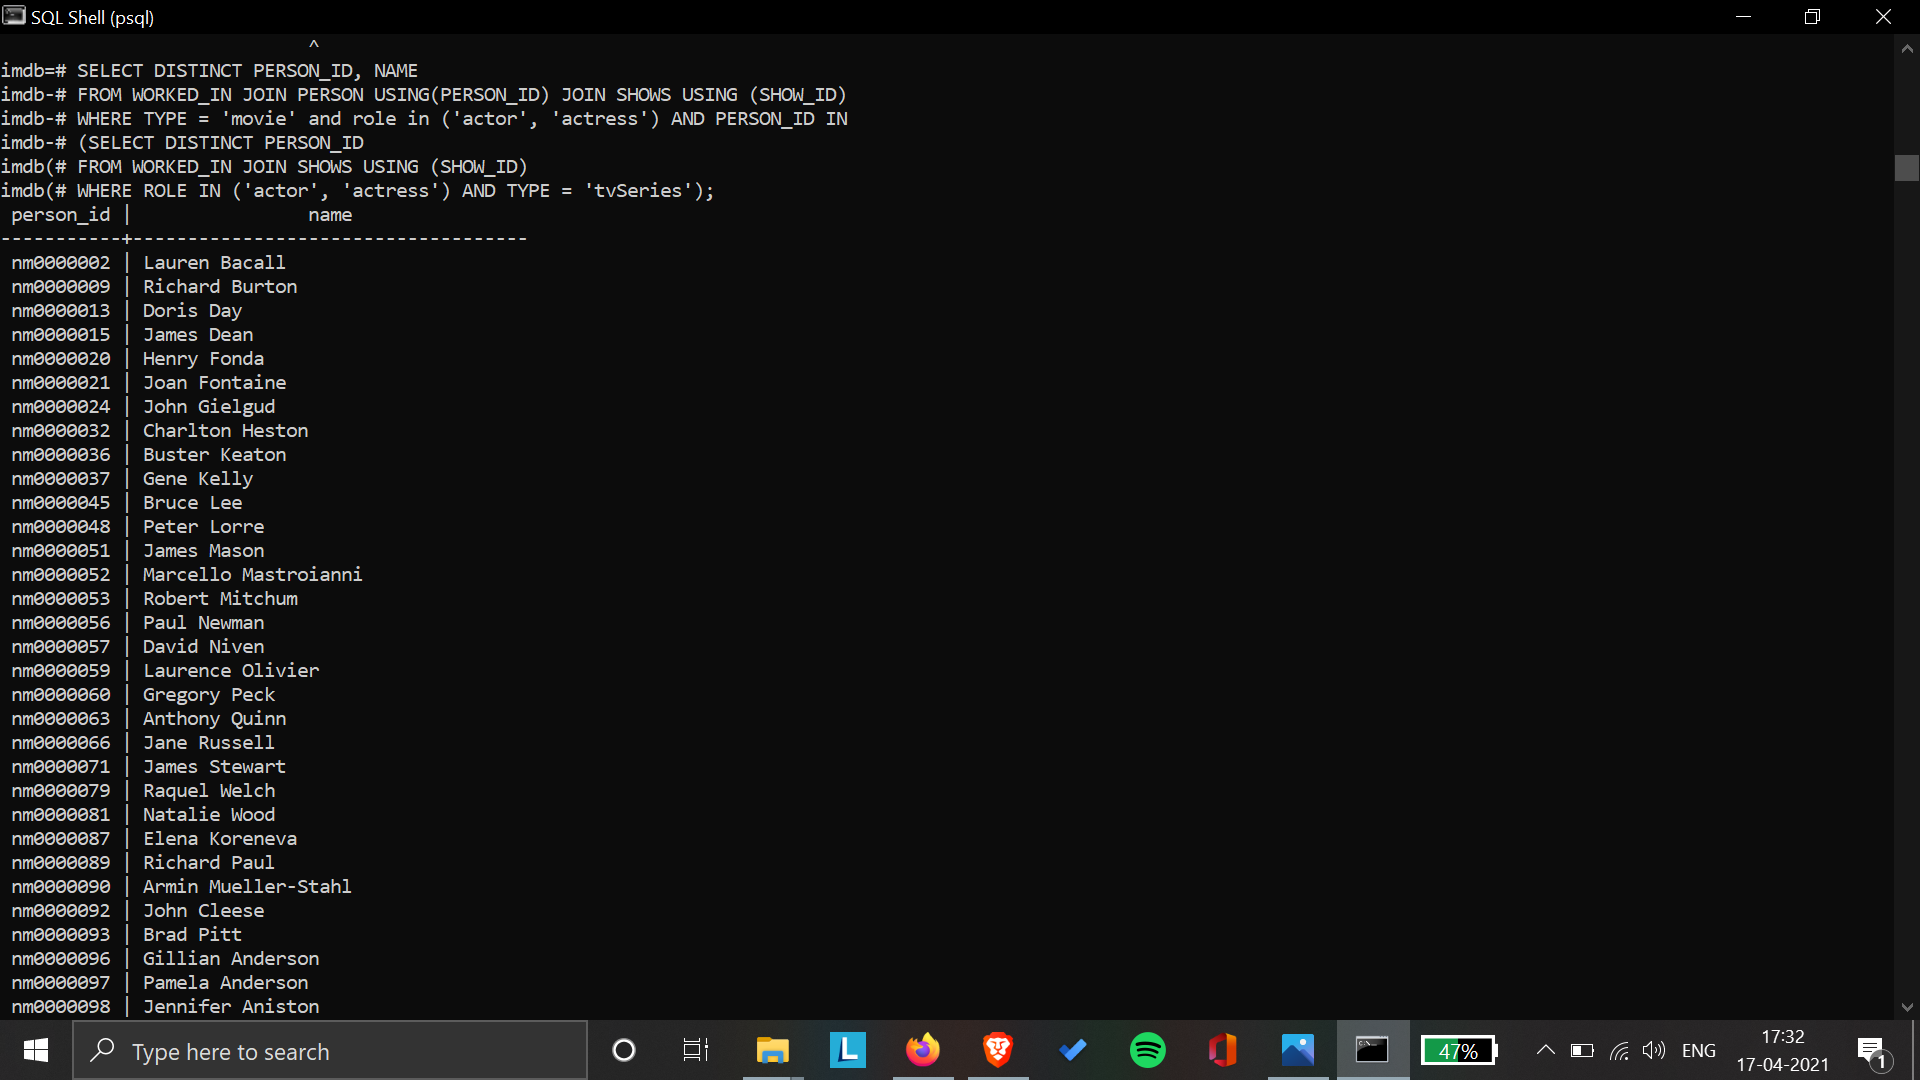 SQL Shell (psql)
^
imdb=# SELECT DISTINCT PERSON_ID, NAME
imdb-# FROM WORKED_IN JOIN PERSON USING(PERSON_ID) JOIN SHOWS USING (SHOW_ID)
imdb-# WHERE TYPE = 'movie' and role in ('actor', 'actress') AND PERSON_ID IN
imdb-# (SELECT DISTINCT PERSON_ID
imdb(# FROM WORKED_IN JOIN SHOWS USING (SHOW_ID)
imdb(# WHERE ROLE IN ('actor', 'actress') AND TYPE = 'tvSeries');
person_id | name
-----------+------------------------------------
nm0000002 | Lauren Bacall
nm0000009 | Richard Burton
nm0000013 | Doris Day
nm0000015 | James Dean
nm0000020 | Henry Fonda
nm0000021 | Joan Fontaine
nm0000024 | John Gielgud
nm0000032 | Charlton Heston
nm0000036 | Buster Keaton
nm0000037 | Gene Kelly
nm0000045 | Bruce Lee
nm0000048 | Peter Lorre
nm0000051 | James Mason
nm0000052 | Marcello Mastroianni
nm0000053 | Robert Mitchum
nm0000056 | Paul Newman
nm0000057 | David Niven
nm0000059 | Laurence Olivier
nm0000060 | Gregory Peck
nm0000063 | Anthony Quinn
nm0000066 | Jane Russell
nm0000071 | James Stewart
nm0000079 | Raquel Welch
nm0000081 | Natalie Wood
nm0000087 | Elena Koreneva
nm0000089 | Richard Paul
nm0000090 | Armin Mueller-Stahl
nm0000092 | John Cleese
nm0000093 | Brad Pitt
nm0000096 | Gillian Anderson
nm0000097 | Pamela Anderson
nm0000098 | Jennifer Aniston
Type here to search
L
47%
ENG
17:32
17-04-2021
1